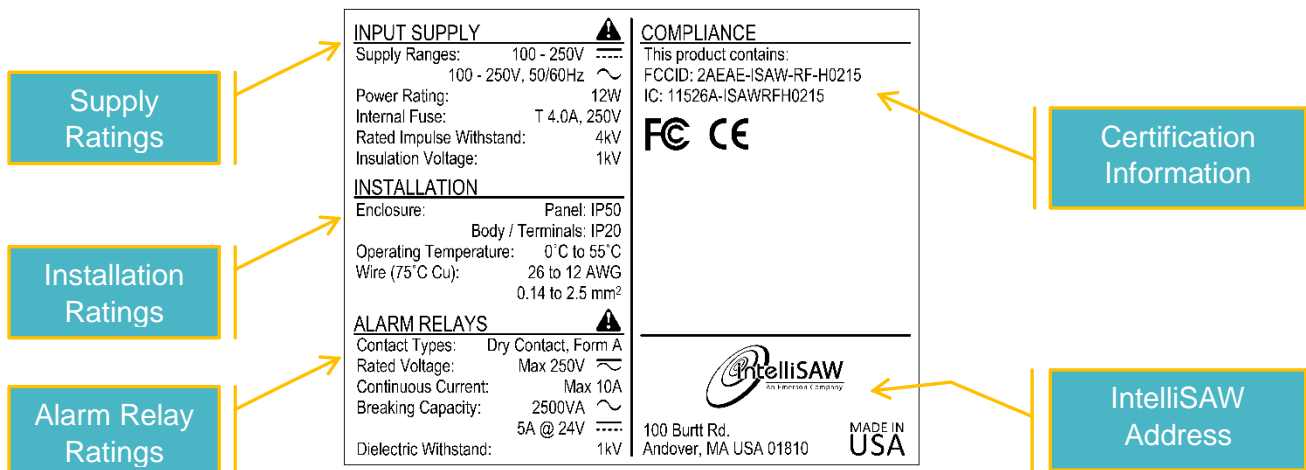 Supply
Ratings
Installation
Ratings
Alarm Relay
Ratings
INPUT SUPPLY
Supply Ranges: 100 - 250V
100 - 250V, 50/60Hz
Power Rating: 12W
Internal Fuse: T 4.0A, 250V
Rated Impulse Withstand: 4kV
Insulation Voltage: 1kV
INSTALLATION
Enclosure: Panel: IP50
Body / Terminals: IP20
Operating Temperature: 0°C to 55°C
Wire (75°C Cu): 26 to 12 AWG
0.14 to 2.5 mm²
ALARM RELAYS
Contact Types: Dry Contact, Form A
Rated Voltage: Max 250V
Continuous Current: Max 10A
Breaking Capacity: 2500VA
5A @ 24V
Dielectric Withstand: 1kV
COMPLIANCE
This product contains:
FCCID: 2AEAE-ISAW-RF-H0215
IC: 11526A-ISAWRFH0215
FC CE
IntelliSAW
An Emerson Company
100 Burtt Rd.
Andover, MA USA 01810
MADE IN
USA
Certification
Information
IntelliSAW
Address